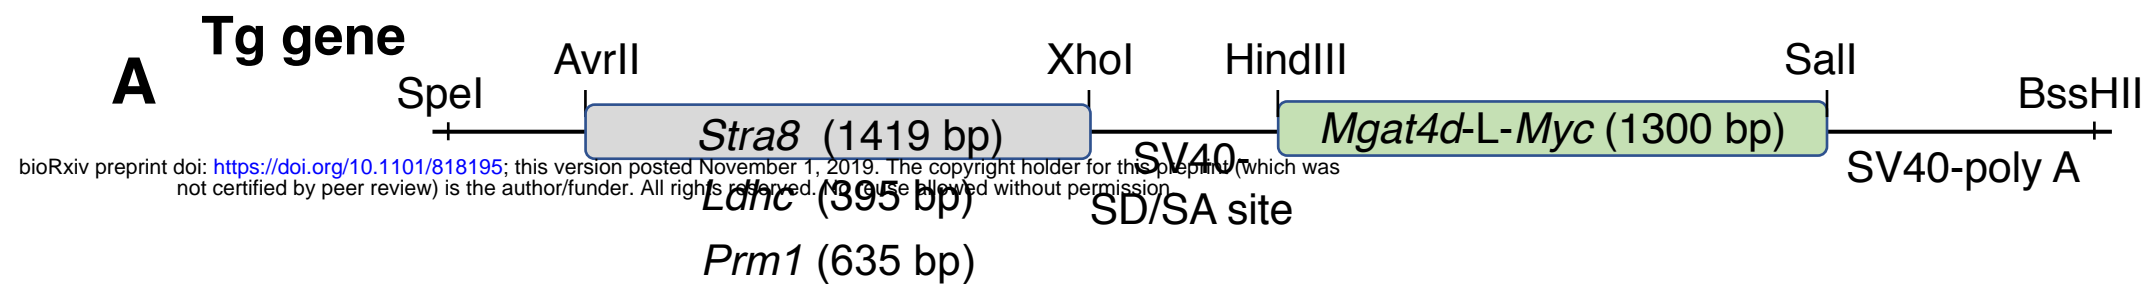 Tg gene
A
SpeI
AvrII
XhoI
HindIII
SalI
BssHII
Stra8 (1419 bp)
Mgat4d-L-Myc (1300 bp)
bioRxiv preprint doi: https://doi.org/10.1101/818195; this version posted November 1, 2019. The copyright holder for this preprint (which was
not certified by peer review) is the author/funder. All rights reserved. No reuse allowed without permission.
SV40-
SD/SA site
SV40-poly A
Ldhc (395 bp)
Prm1 (635 bp)